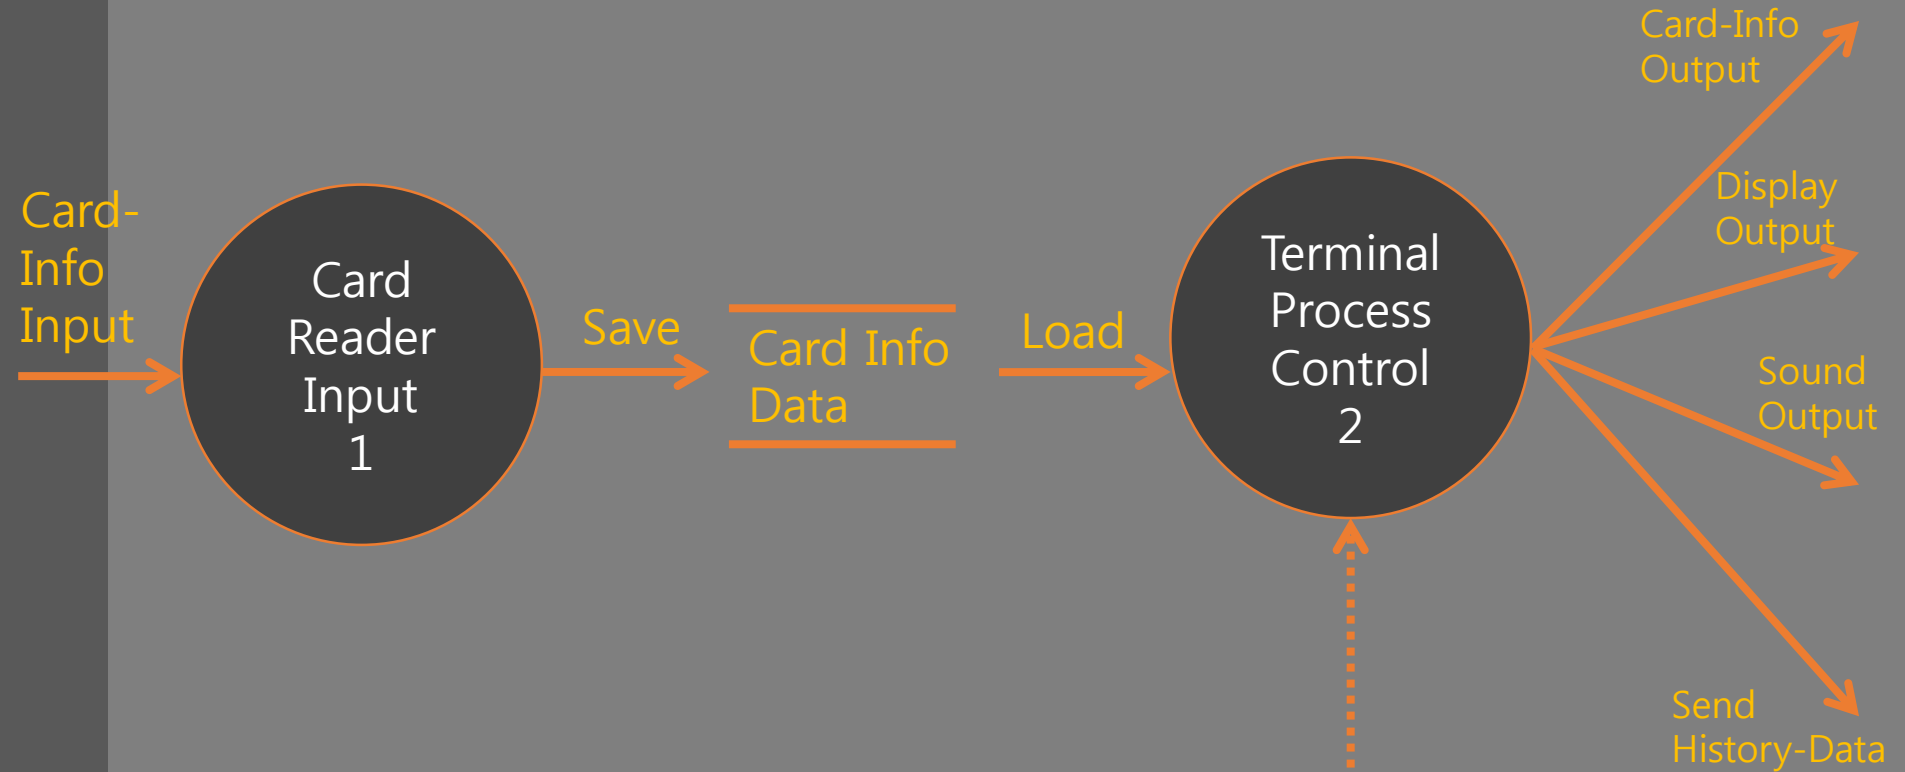 Card-
Info
Input
Card
Reader
Input
1
Save
Card Info
Data
Load
Terminal
Process
Control
2
Card-Info
Output
Display
Output
Sound
Output
Send
History-Data